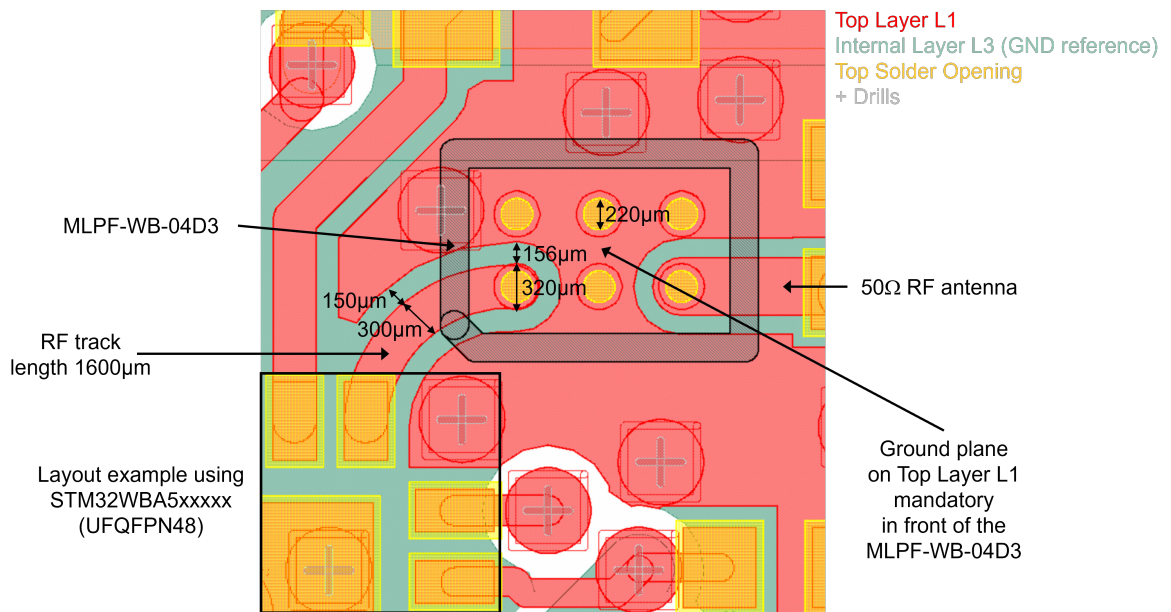 Top Layer L1
Internal Layer L3 (GND reference)
Top Solder Opening
+ Drills
MLPF-WB-04D3
220µm
156µm
320µm
150µm
300µm
50Ω RF antenna
RF track
length 1600µm
Layout example using
STM32WBA5xxxxx
(UFQFPN48)
Ground plane
on Top Layer L1
mandatory
in front of the
MLPF-WB-04D3